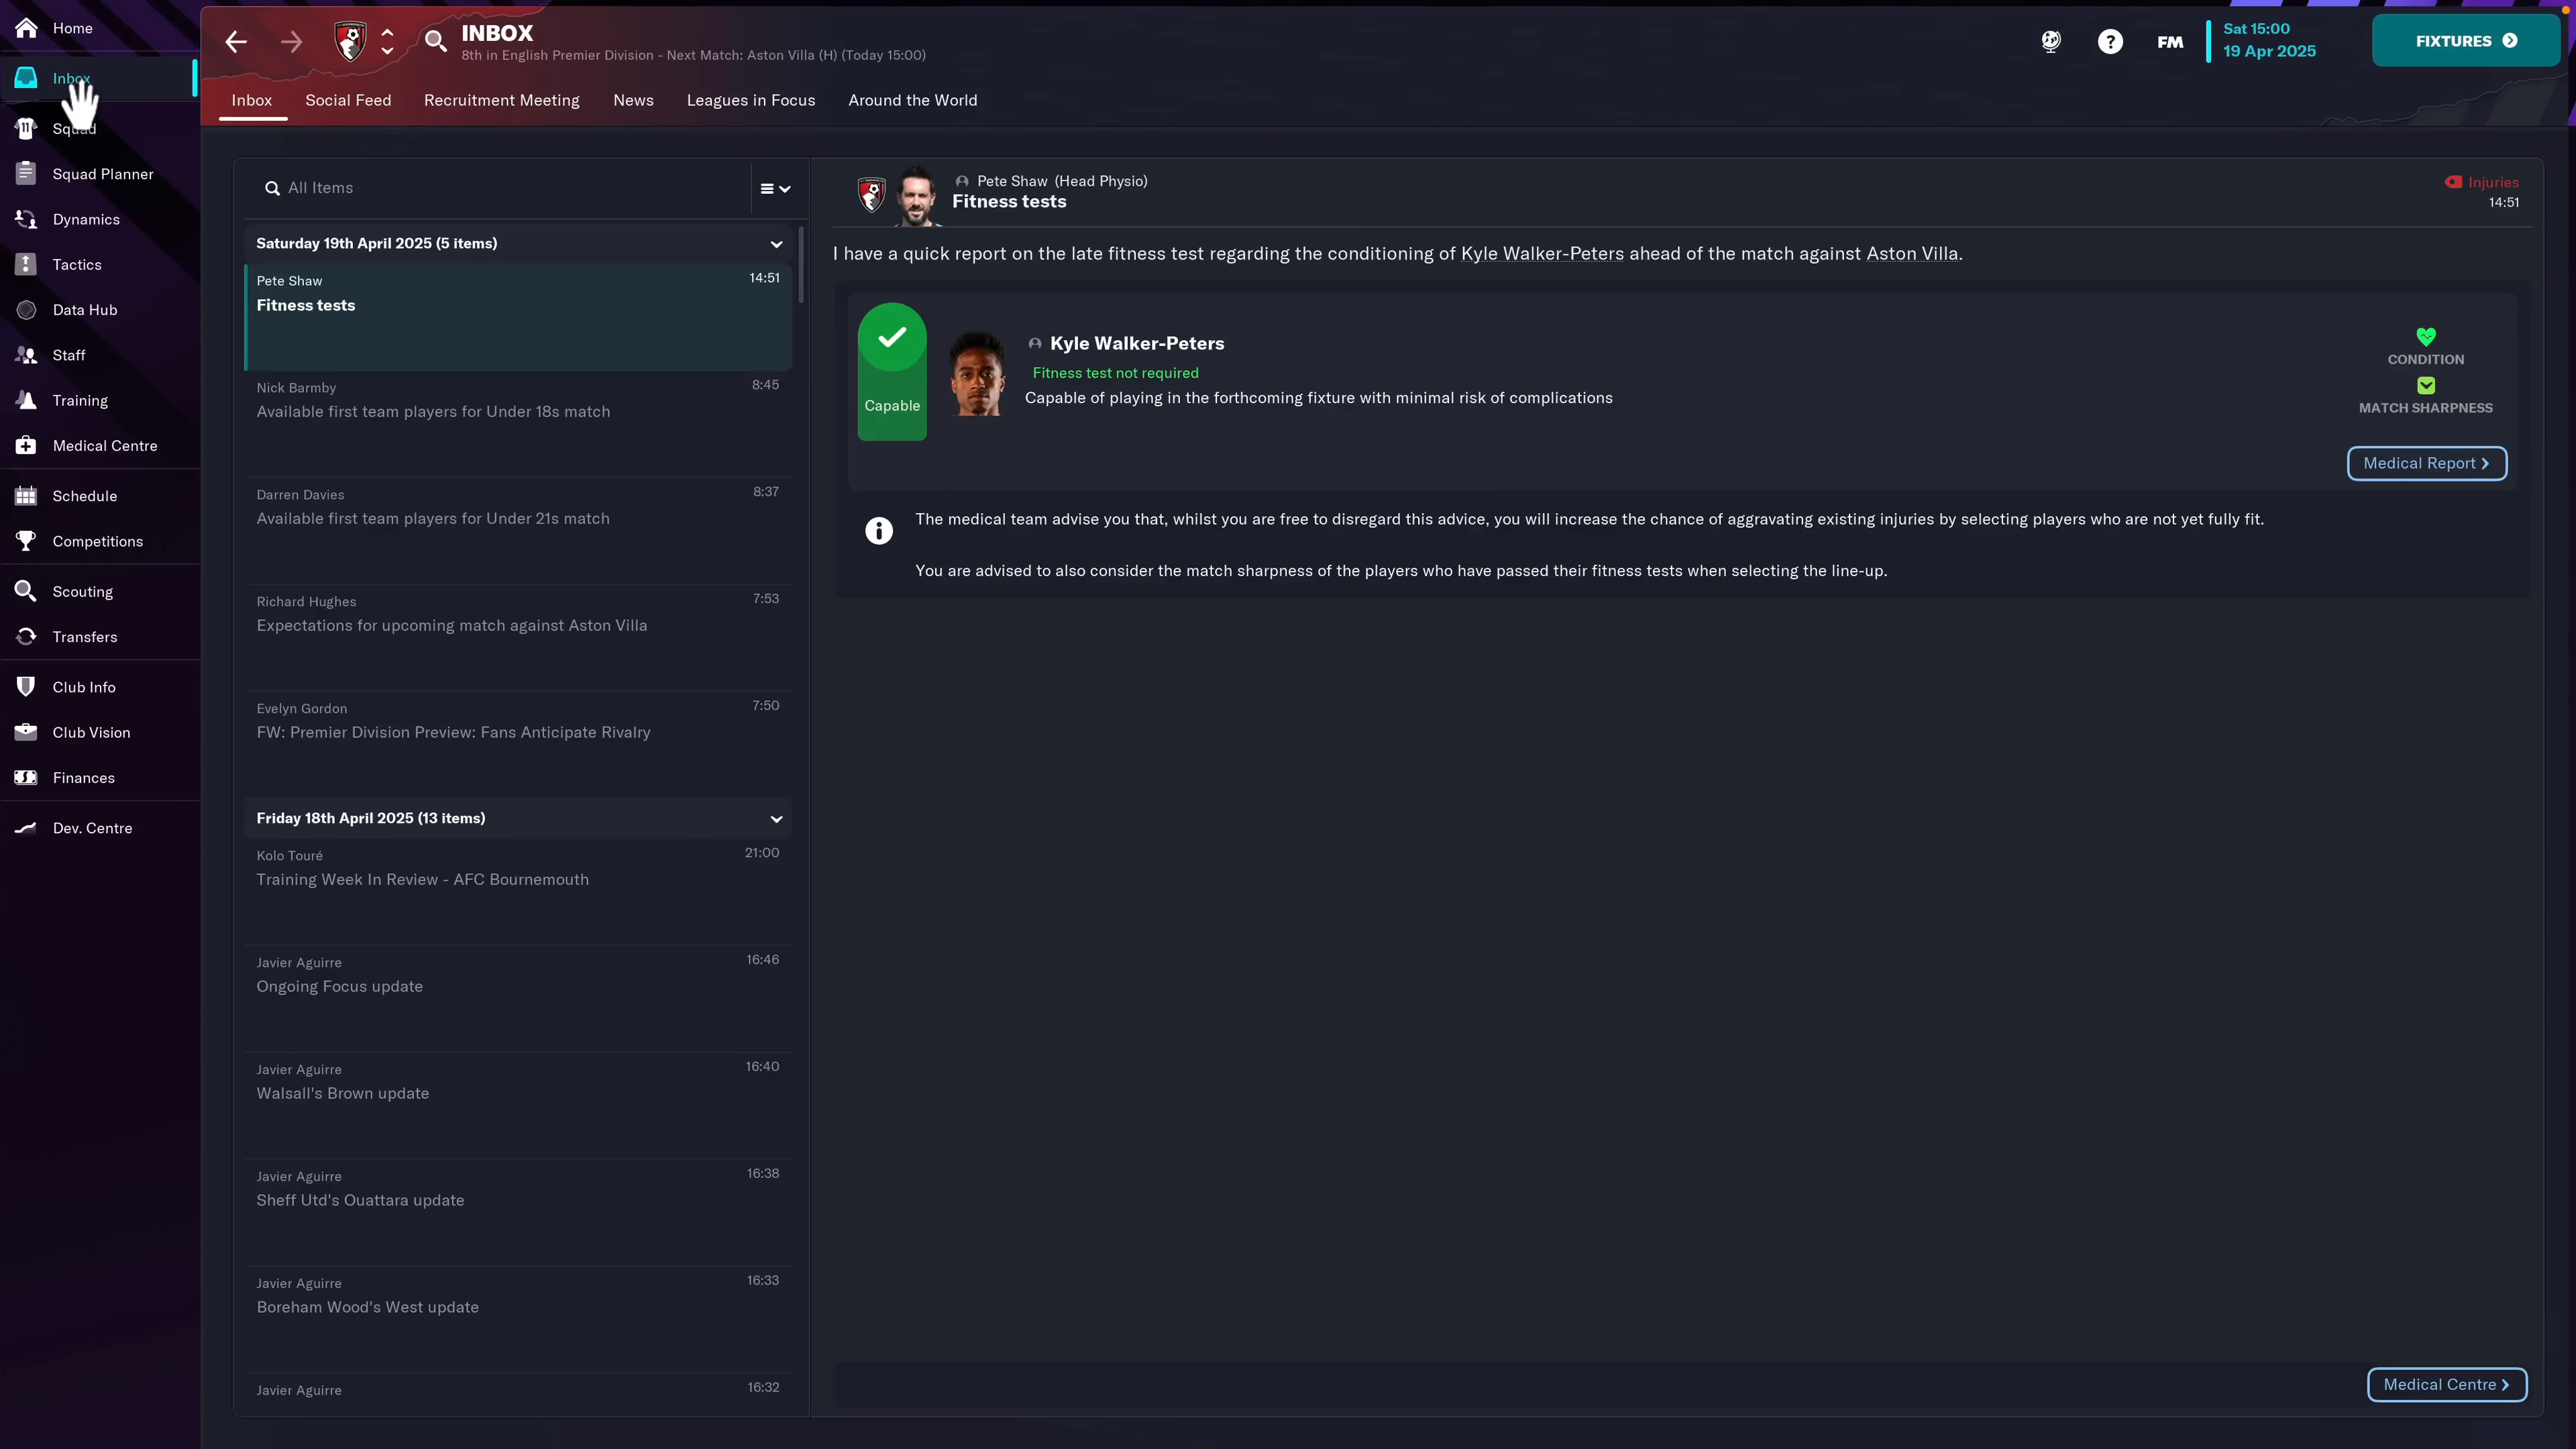 Home
Inbox
Squad
Squad Planner
Dynamics
Tactics
Data Hub
Staff
Training
Medical Centre
Schedule
Competitions
Scouting
Transfers
Club Info
Club Vision
Finances
Dev. Centre
INBOX
8th in English Premier Division - Next Match: Aston Villa (H) (Today 15:00)
FM
Sat 15:00
19 Apr 2025
FIXTURES
Inbox Social Feed Recruitment Meeting News Leagues in Focus Around the World
All Items
Saturday 19th April 2025 (5 items)
Pete Shaw 14:51
Fitness tests
Nick Barmby 8:45
Available first team players for Under 18s match
Darren Davies 8:37
Available first team players for Under 21s match
Richard Hughes 7:53
Expectations for upcoming match against Aston Villa
Evelyn Gordon 7:50
FW: Premier Division Preview: Fans Anticipate Rivalry
Friday 18th April 2025 (13 items)
Kolo Touré 21:00
Training Week In Review - AFC Bournemouth
Javier Aguirre 16:46
Ongoing Focus update
Javier Aguirre 16:40
Walsall's Brown update
Javier Aguirre 16:38
Sheff Utd's Ouattara update
Javier Aguirre 16:33
Boreham Wood's West update
Javier Aguirre 16:32
Pete Shaw (Head Physio)
Fitness tests
Injuries
14:51
I have a quick report on the late fitness test regarding the conditioning of Kyle Walker-Peters ahead of the match against Aston Villa.
Capable
Kyle Walker-Peters
Fitness test not required
Capable of playing in the forthcoming fixture with minimal risk of complications
CONDITION
MATCH SHARPNESS
Medical Report
The medical team advise you that, whilst you are free to disregard this advice, you will increase the chance of aggravating existing injuries by selecting players who are not yet fully fit.
You are advised to also consider the match sharpness of the players who have passed their fitness tests when selecting the line-up.
Medical Centre